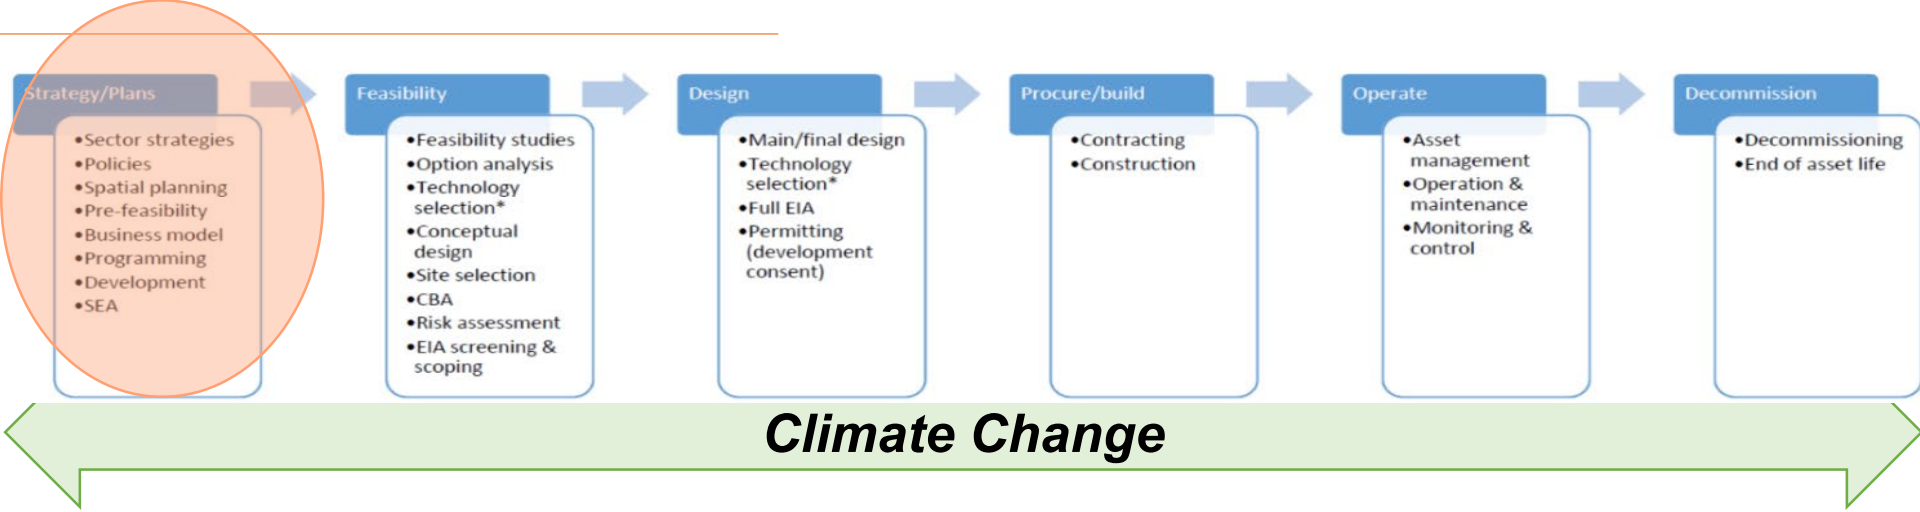 Strategy/Plans
•Sector strategies
•Policies
•Spatial planning
•Pre-feasibility
•Business model
•Programming
•Development
•SEA
Feasibility
•Feasibility studies
•Option analysis
•Technology
selection*
•Conceptual
design
•Site selection
•CBA
•Risk assessment
•EIA screening &
scoping
Design
•Main/final design
•Technology
selection*
•Full EIA
•Permitting
(development
consent)
Procure/build
•Contracting
•Construction
Operate
•Asset
management
•Operation &
maintenance
•Monitoring &
control
Decommission
•Decommissioning
•End of asset life
Climate Change